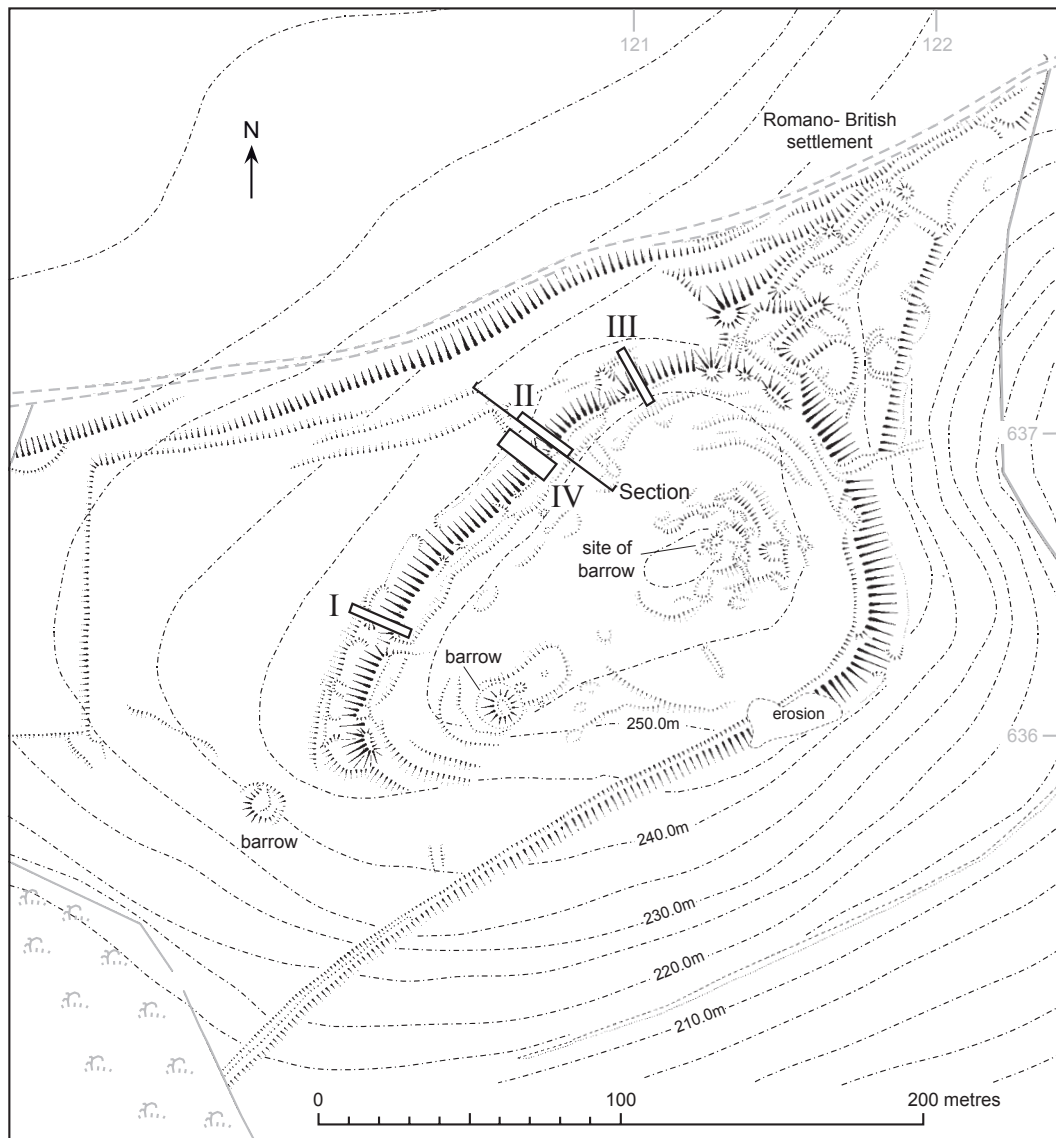 121
122
N
Romano- British
settlement
III
II
637
IV
Section
site of
barrow
I
barrow
250.0m
erosion
636
240.0m
barrow
230.0m
220.0m
210.0m
0
100
200 metres